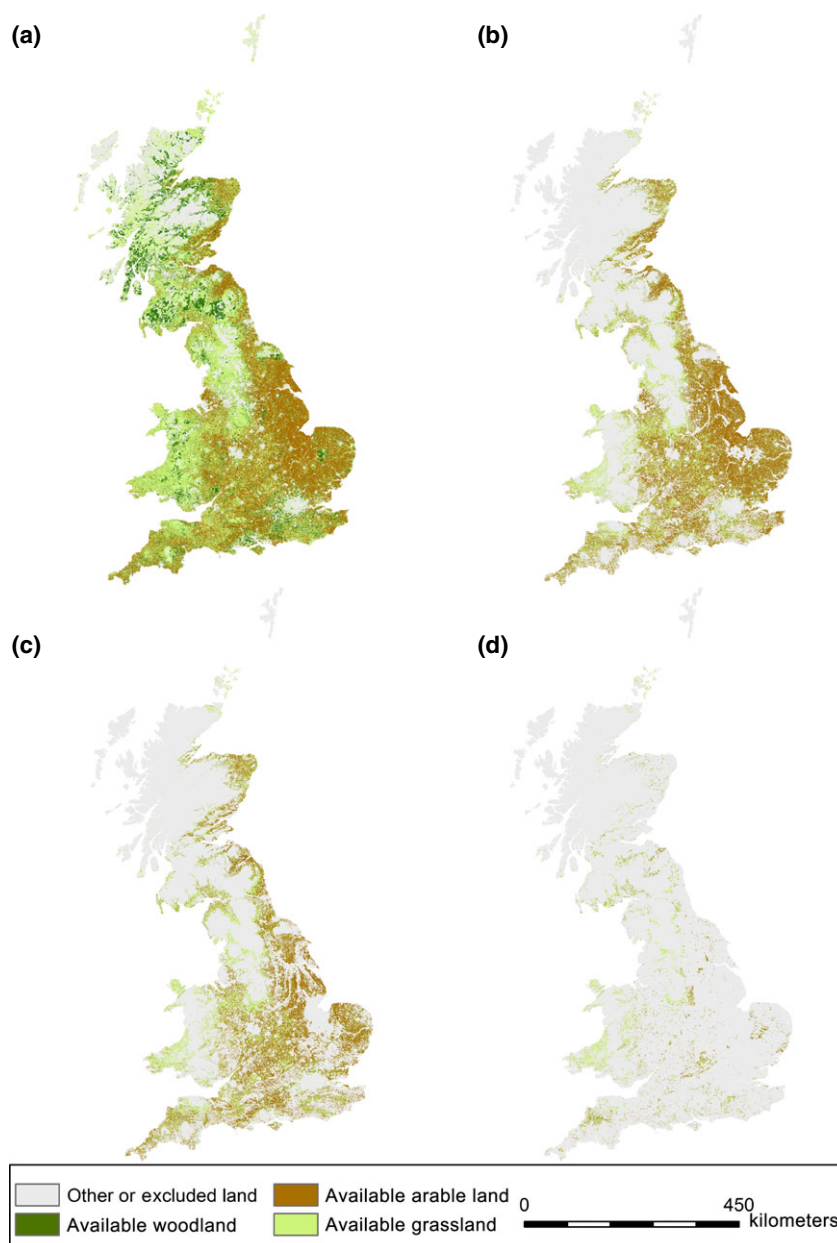 (a)
(b)
(c)
(d)
Other or excluded land
Available arable land
0
450
Available woodland
Available grassland
kilometers